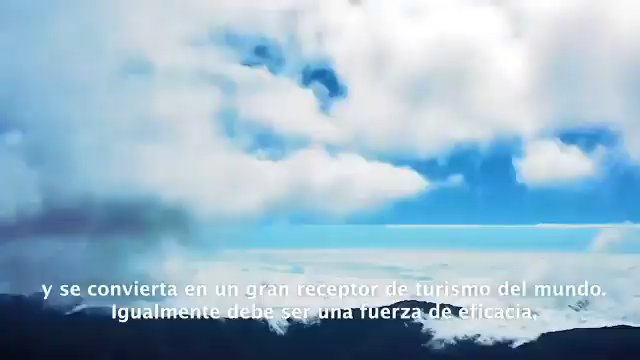 y se convierta en un gran receptor de turismo del mundo.
Igualmente debe ser una fuerza de eficacia,